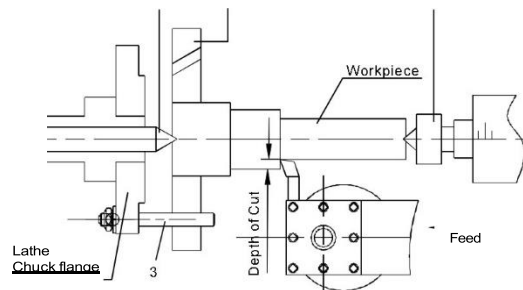 Workpiece
Depth of Cut
Feed
Lathe
Chuck flange
3